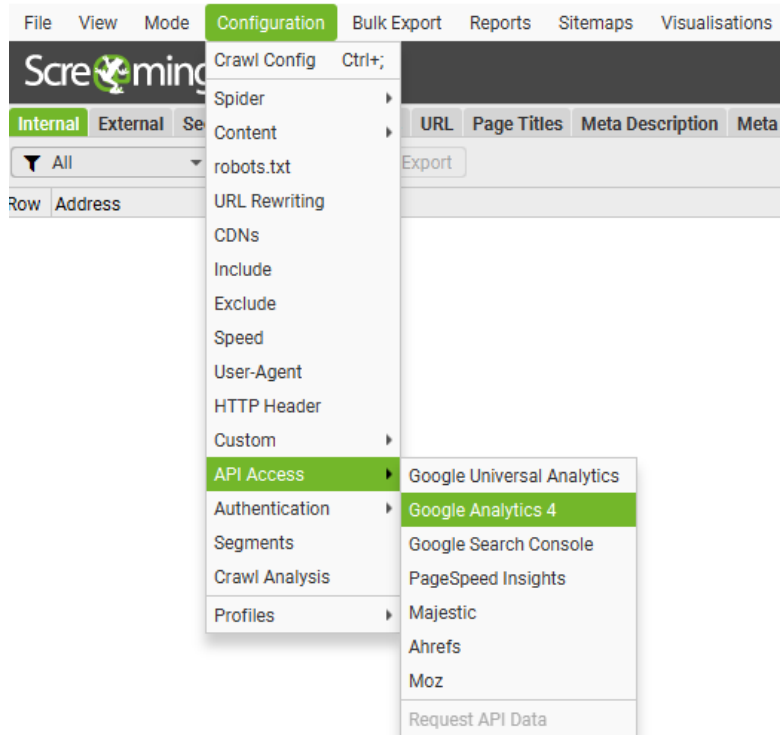 File View Mode Configuration Bulk Export Reports Sitemaps Visualisations
Crawl Config Ctrl+;
Spider
Internal External URL Page Titles Meta Description Meta
Content
All Export
robots.txt
Row Address
URL Rewriting
CDNs
Include
Exclude
Speed
User-Agent
HTTP Header
Custom
API Access
Google Universal Analytics
Authentication
Google Analytics 4
Segments
Google Search Console
Crawl Analysis
PageSpeed Insights
Profiles
Majestic
Ahrefs
Moz
Request API Data